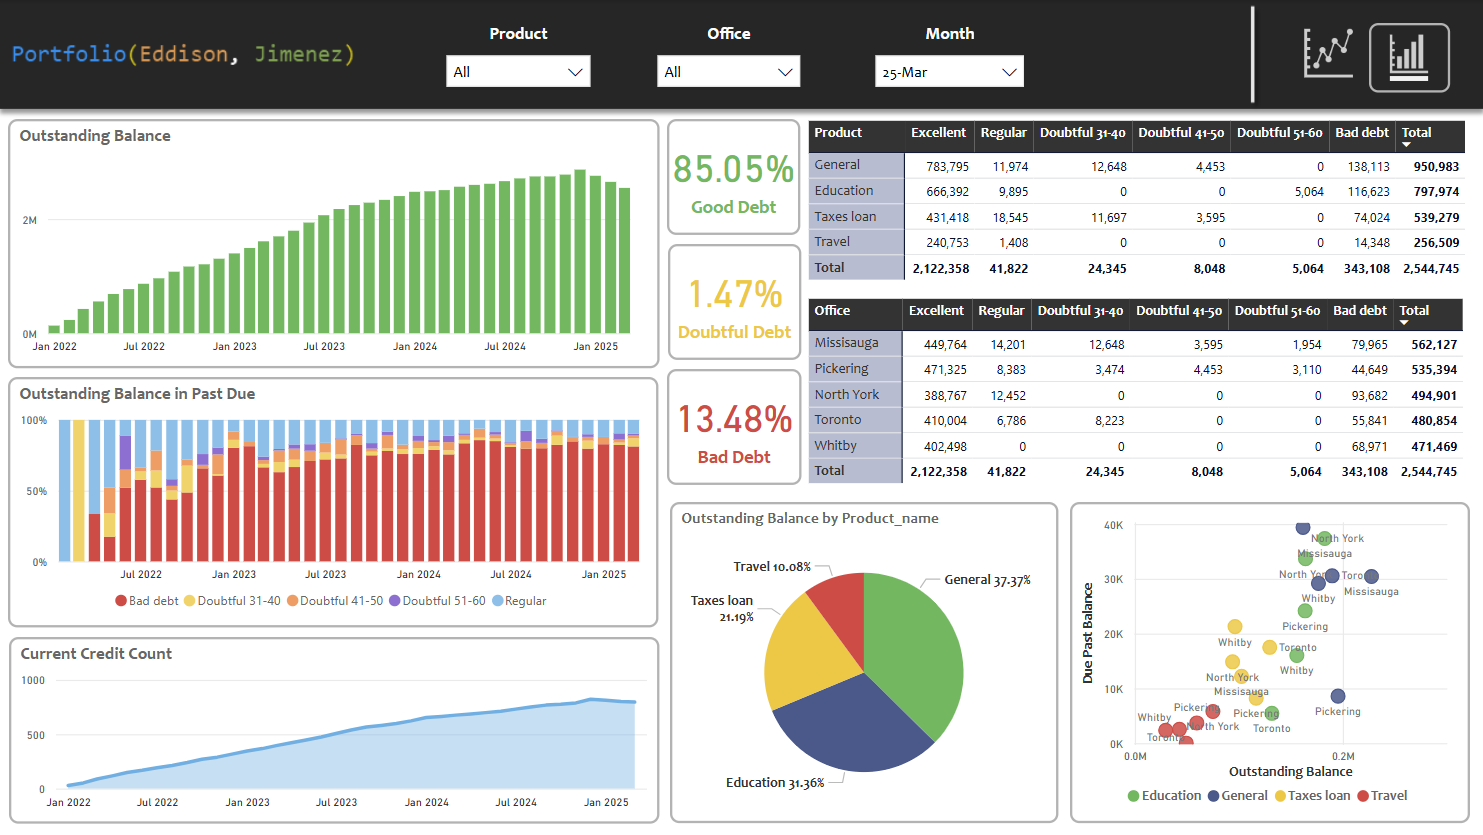 Portfolio(Eddison, Jimenez)
Product
Office
Month
All
All
25-Mar
Outstanding Balance
2M
0M
Jan 2022 Jul 2022 Jan 2023 Jul 2023 Jan 2024 Jul 2024 Jan 2025
Outstanding Balance in Past Due
100%
50%
0%
Jul 2022 Jan 2023 Jul 2023 Jan 2024 Jul 2024 Jan 2025
Bad debt Doubtful 31-40 Doubtful 41-50 Doubtful 51-60 Regular
Current Credit Count
1000
500
0
Jan 2022 Jul 2022 Jan 2023 Jul 2023 Jan 2024 Jul 2024 Jan 2025
85.05%
Good Debt
1.47%
Doubtful Debt
13.48%
Bad Debt
Product Excellent Regular Doubtful 31-40 Doubtful 41-50 Doubtful 51-60 Bad debt Total
General 783,795 11,974 12,648 4,453 0 138,113 950,983
Education 666,392 9,895 0 0 5,064 116,623 797,974
Taxes loan 431,418 18,545 11,697 3,595 0 74,024 539,279
Travel 240,753 1,408 0 0 0 14,348 256,509
Total 2,122,358 41,822 24,345 8,048 5,064 343,108 2,544,745
Office Excellent Regular Doubtful 31-40 Doubtful 41-50 Doubtful 51-60 Bad debt Total
Missisauga 449,764 14,201 12,648 3,595 1,954 79,965 562,127
Pickering 471,325 8,383 3,474 4,453 3,110 44,649 535,394
North York 388,767 12,452 0 0 0 93,682 494,901
Toronto 410,004 6,786 8,223 0 0 55,841 480,854
Whitby 402,498 0 0 0 0 68,971 471,469
Total 2,122,358 41,822 24,345 8,048 5,064 343,108 2,544,745
Outstanding Balance by Product_name
Travel 10.08%
General 37.37%
Taxes loan
21.19%
Education 31.36%
Due Past Balance
40K
30K
20K
10K
0K
North York
Missisauga
North York
Toronto
Missisauga
Whitby
Pickering
Whitby
Toronto
Whitby
North York
Missisauga
Pickering
Pickering
Pickering
Whitby
North York
Toronto
Toronto
0.0M 0.2M
Outstanding Balance
Education General Taxes loan Travel